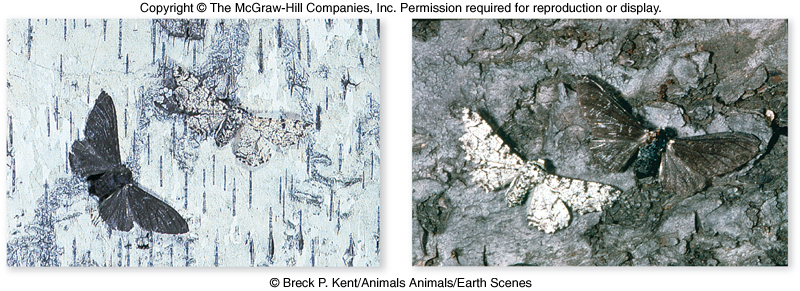 Copyright © The McGraw-Hill Companies, Inc. Permission required for reproduction or display.
© Breck P. Kent/Animals Animals/Earth Scenes